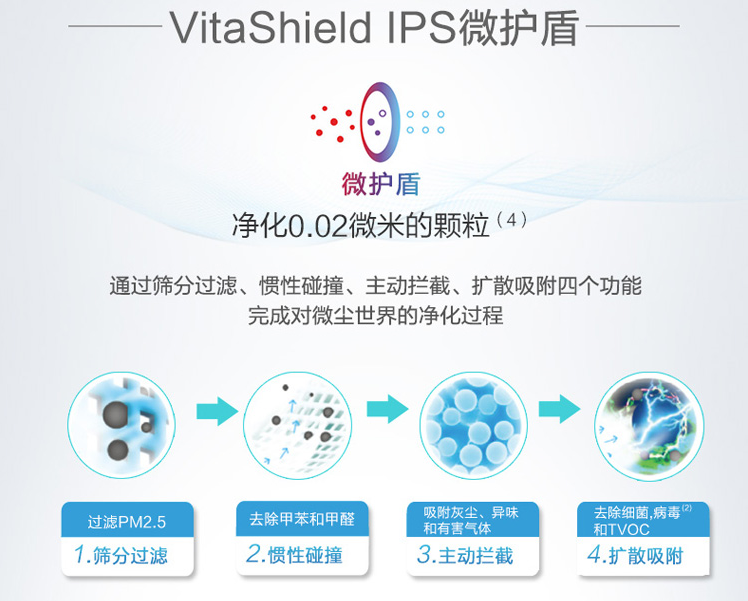 VitaShield IPS微护盾
微护盾
净化0.02微米的颗粒(4)
通过筛分过滤、惯性碰撞、主动拦截、扩散吸附四个功能
完成对微尘世界的净化过程
过滤PM2.5
1.筛分过滤
去除甲苯和甲醛
2.惯性碰撞
吸附灰尘、异味
和有害气体
3.主动拦截
去除细菌,病毒(2)
和TVOC
4.扩散吸附